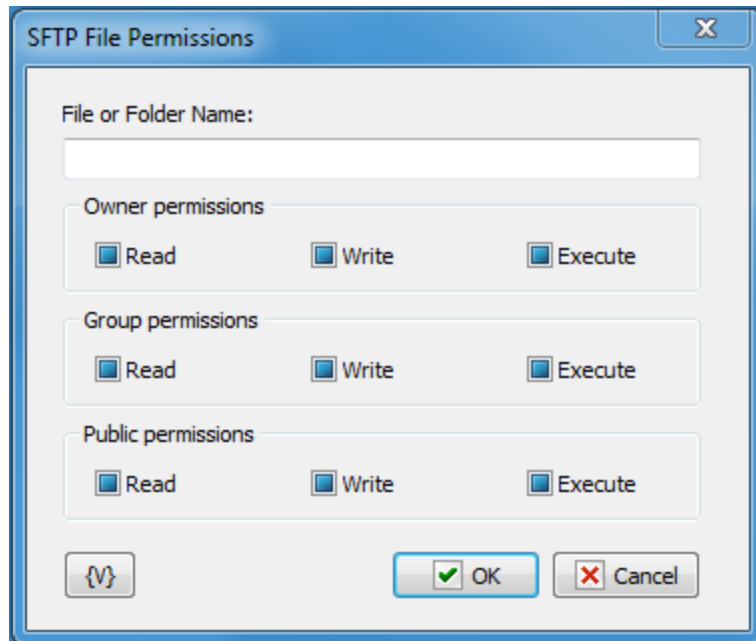 SFTP File Permissions
File or Folder Name:
Owner permissions
Read Write Execute
Group permissions
Read Write Execute
Public permissions
Read Write Execute
{V} OK Cancel